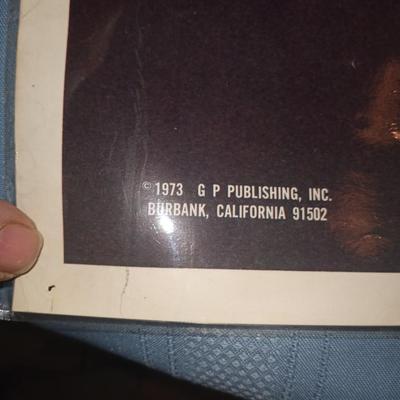 © 1973 G P PUBLISHING, INC.
BURBANK, CALIFORNIA 91502